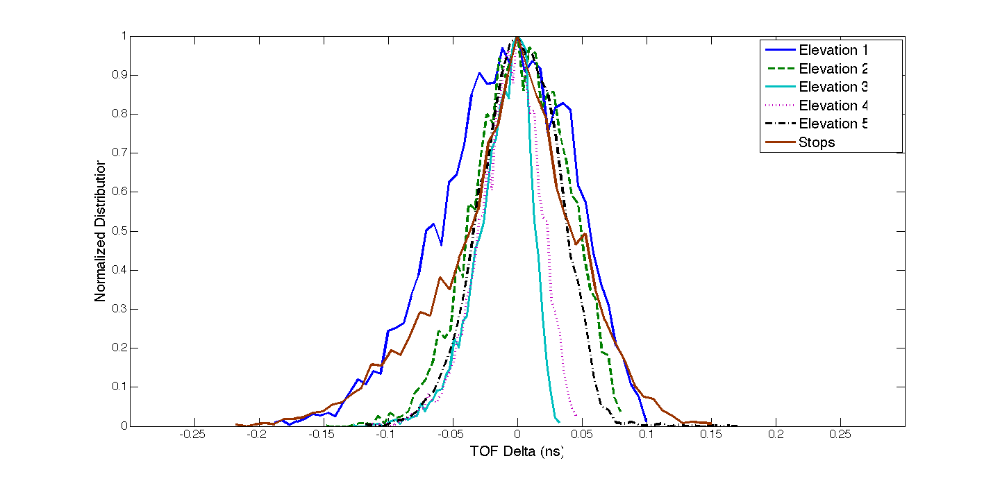 1
0.9
0.8
0.7
0.6
0.5
0.4
0.3
0.2
0.1
0
Normalized Distributior
-0.25
-0.2
-0.15
-0.1
-0.05
0
0.05
0.1
0.15
0.2
0.25
TOF Delta (ns)
Elevation 1
Elevation 2
Elevation 3
Elevation 4
Elevation 5
Stops